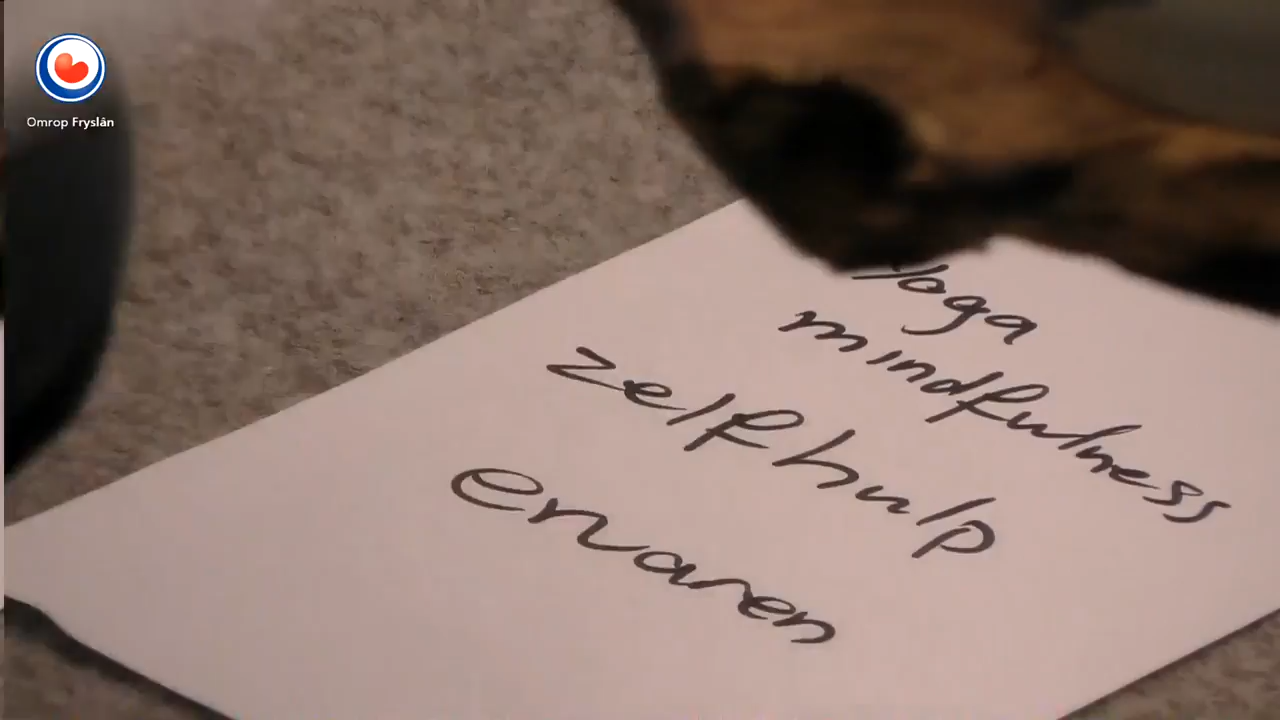 Omrop Fryslân
Yoga
mindfulness
zelfhulp
ervaren